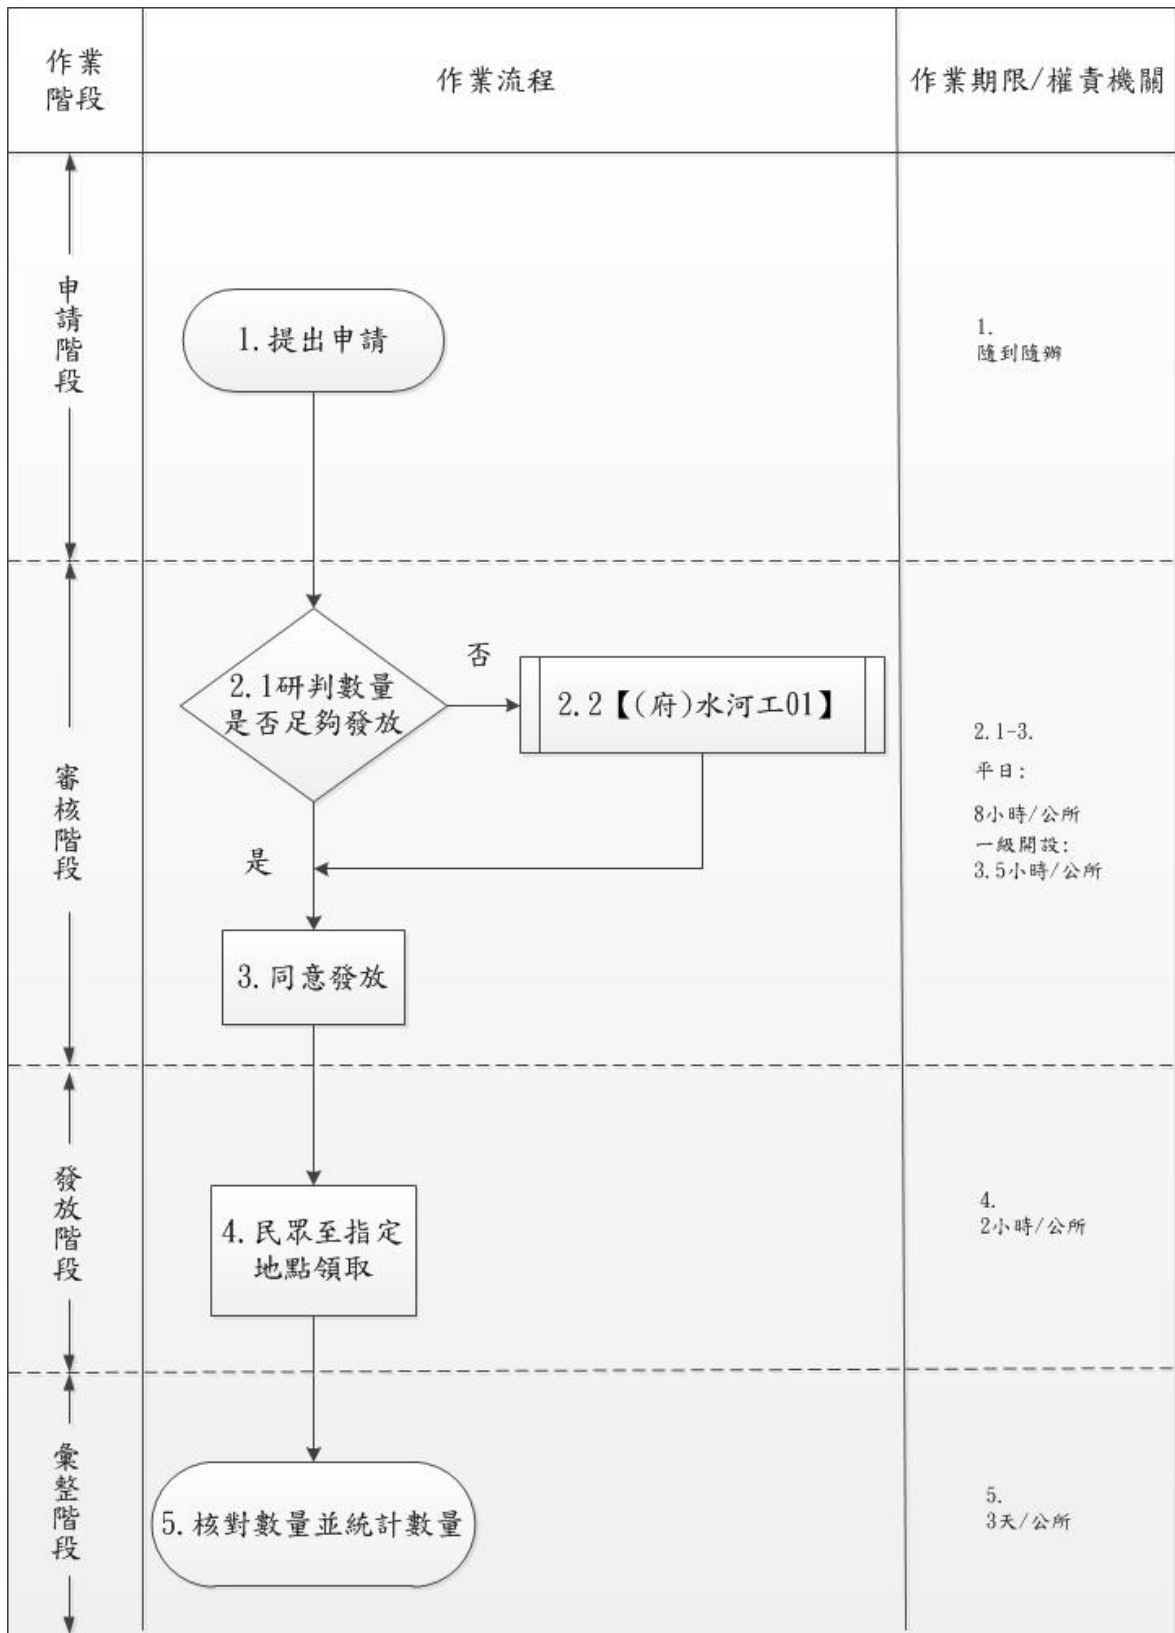 作業
階段
作業流程
作業期限/權責機關
申請階段
1.提出申請
1.
隨到隨辦
審核階段
2.1研判數量
是否足夠發放
否
2.2【(府)水河工01】
是
3.同意發放
2.1-3.
平日:
8小時/公所
一級開設:
3.5小時/公所
發放階段
4.民眾至指定
地點領取
4.
2小時/公所
彙整階段
5.核對數量並統計數量
5.
3天/公所